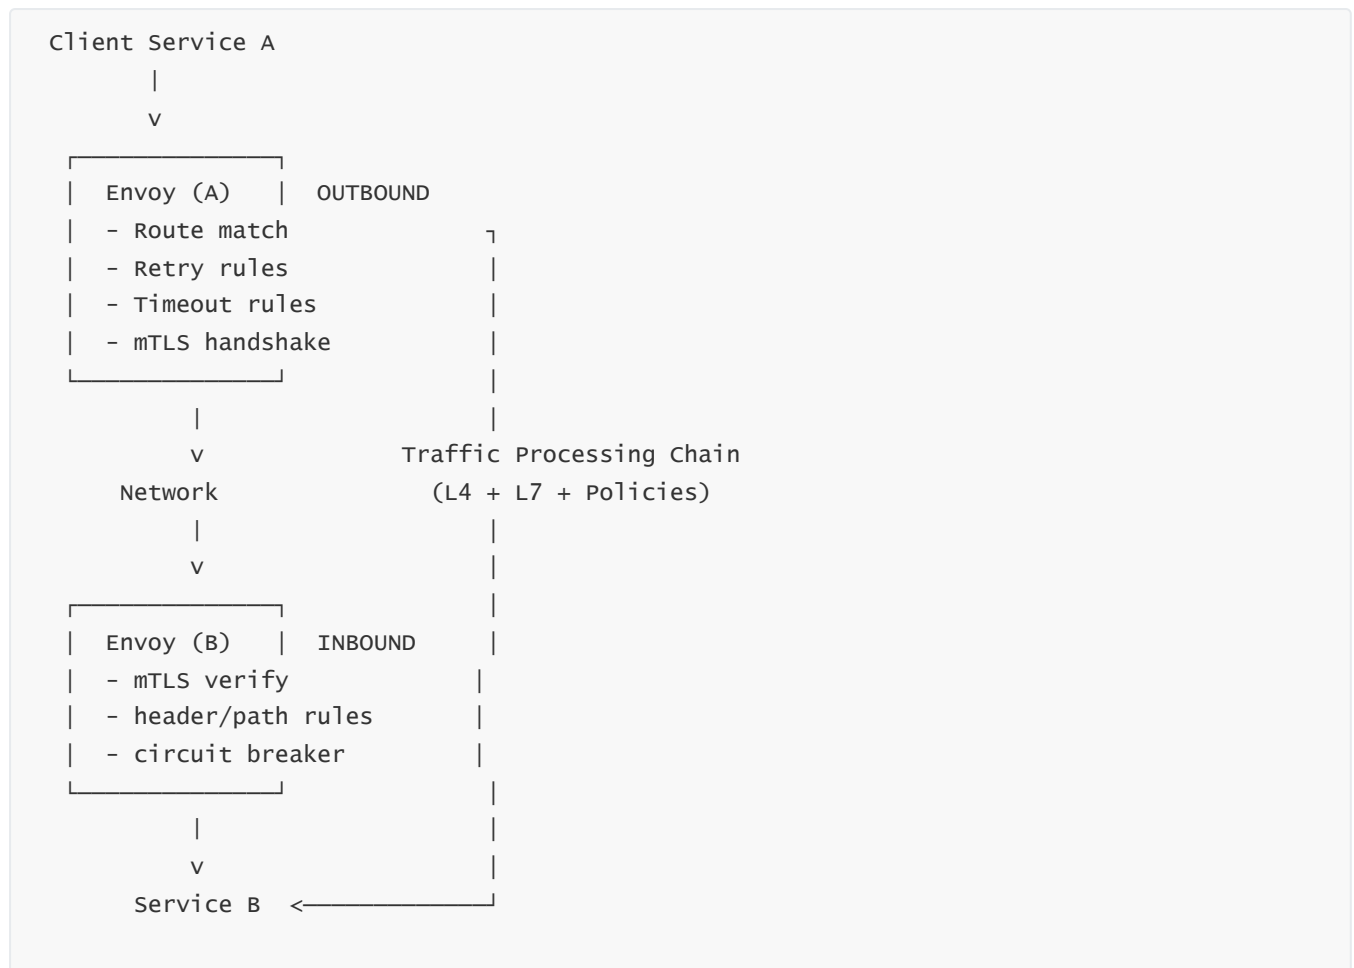 Client Service A
       |
       v
 ┌──────────────┐
 |  Envoy (A)   |  OUTBOUND
 |  - Route match              ┐
 |  - Retry rules              |
 |  - Timeout rules            |
 |  - mTLS handshake           |
 └──────────────┘              |
          |                    |
          v             Traffic Processing Chain
     Network              (L4 + L7 + Policies)
          |                    |
          v                    |
 ┌──────────────┐              |
 |  Envoy (B)   |  INBOUND     |
 |  - mTLS verify             |
 |  - header/path rules       |
 |  - circuit breaker         |
 └──────────────┘              |
          |                    |
          v                    |
      Service B  <─────────────┘